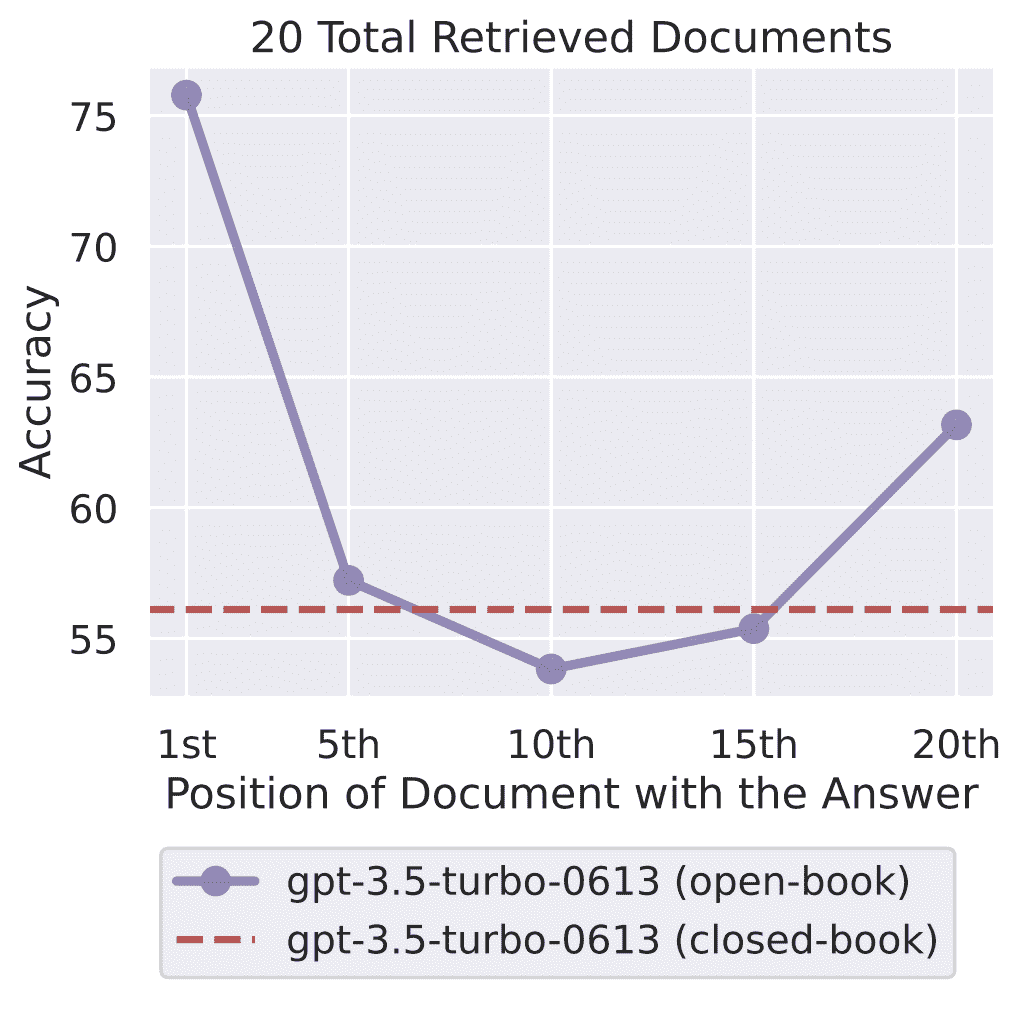 20 Total Retrieved Documents
75
70
65
60
55
Accuracy
1st 5th 10th 15th 20th
Position of Document with the Answer
gpt-3.5-turbo-0613 (open-book)
gpt-3.5-turbo-0613 (closed-book)